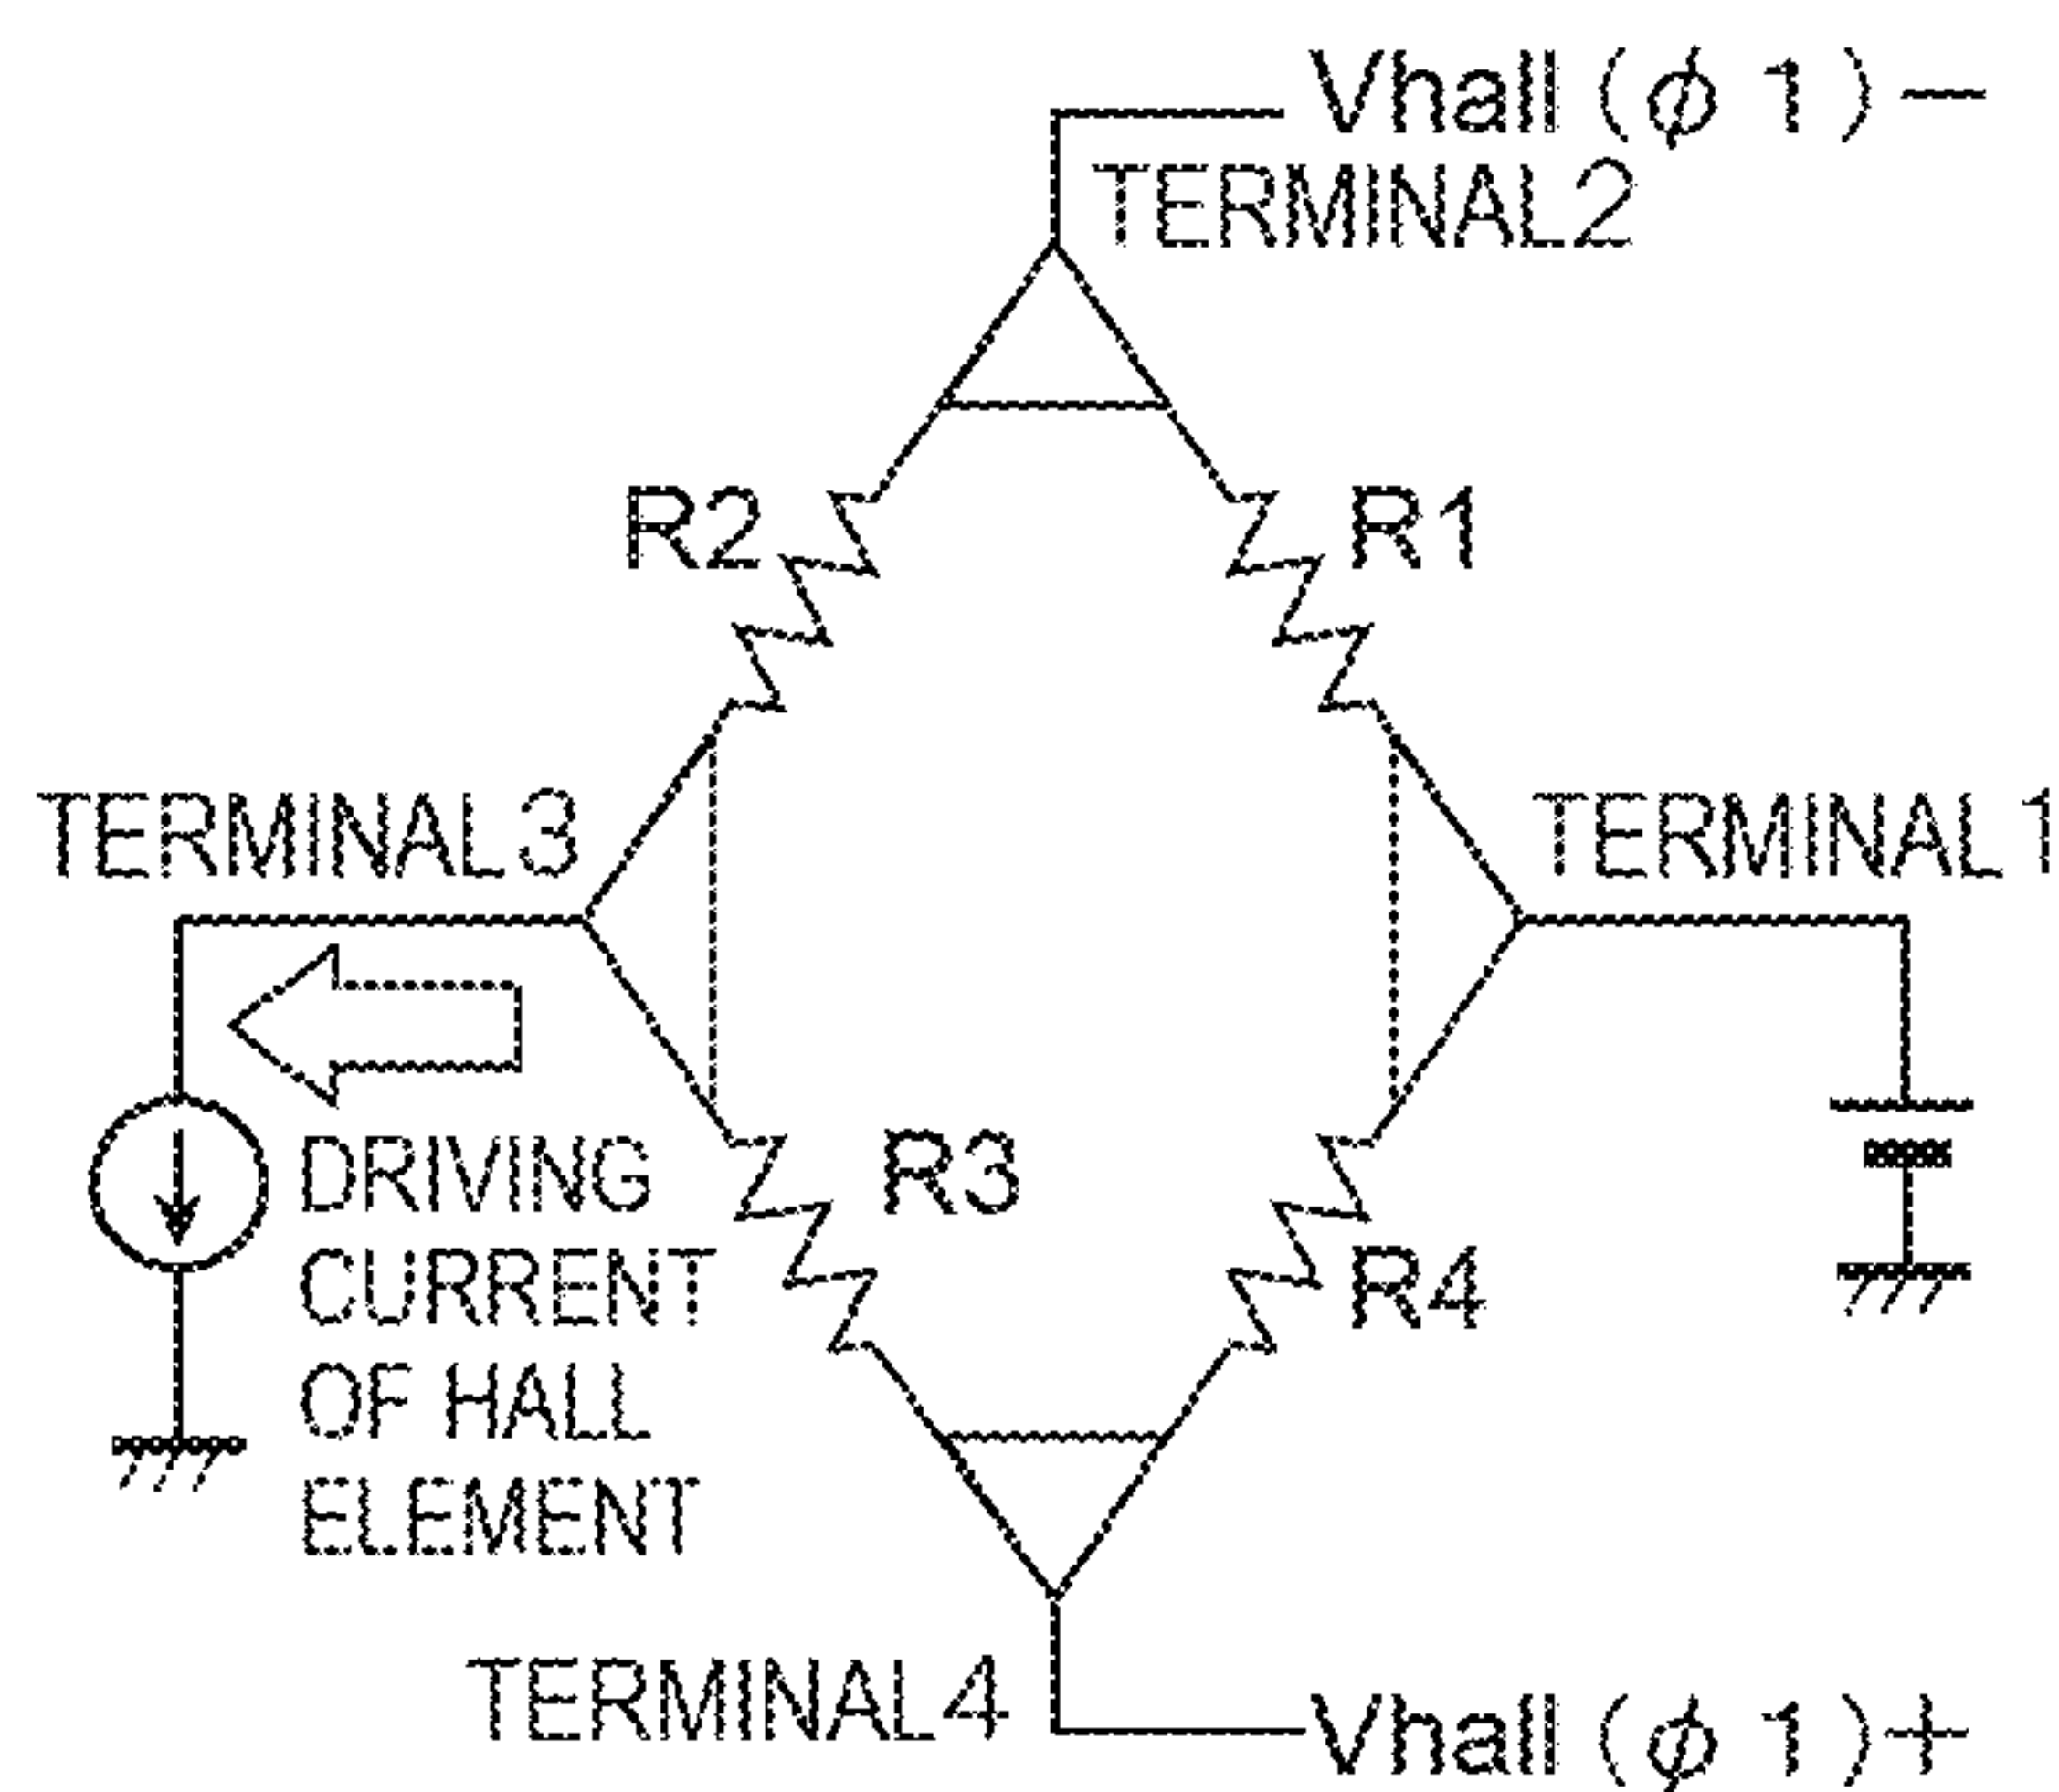 Vhall (φ 1) −
TERMINAL2
R2
R1
TERMINAL3
TERMINAL1
DRIVING
CURRENT
OF HALL
ELEMENT
R3
R4
TERMINAL4
Vhall (φ 1)+